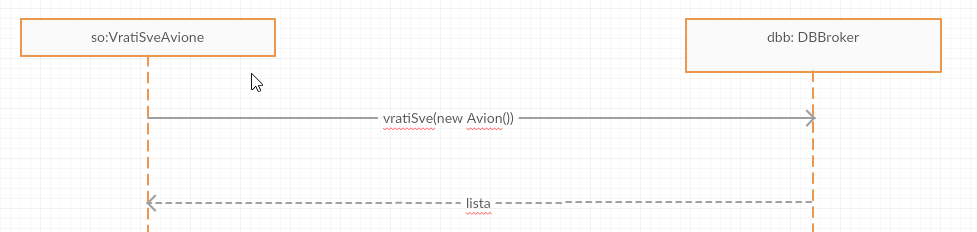 so:VratiSveAvione
dbb: DBBroker
vratiSve(new Avion())
lista